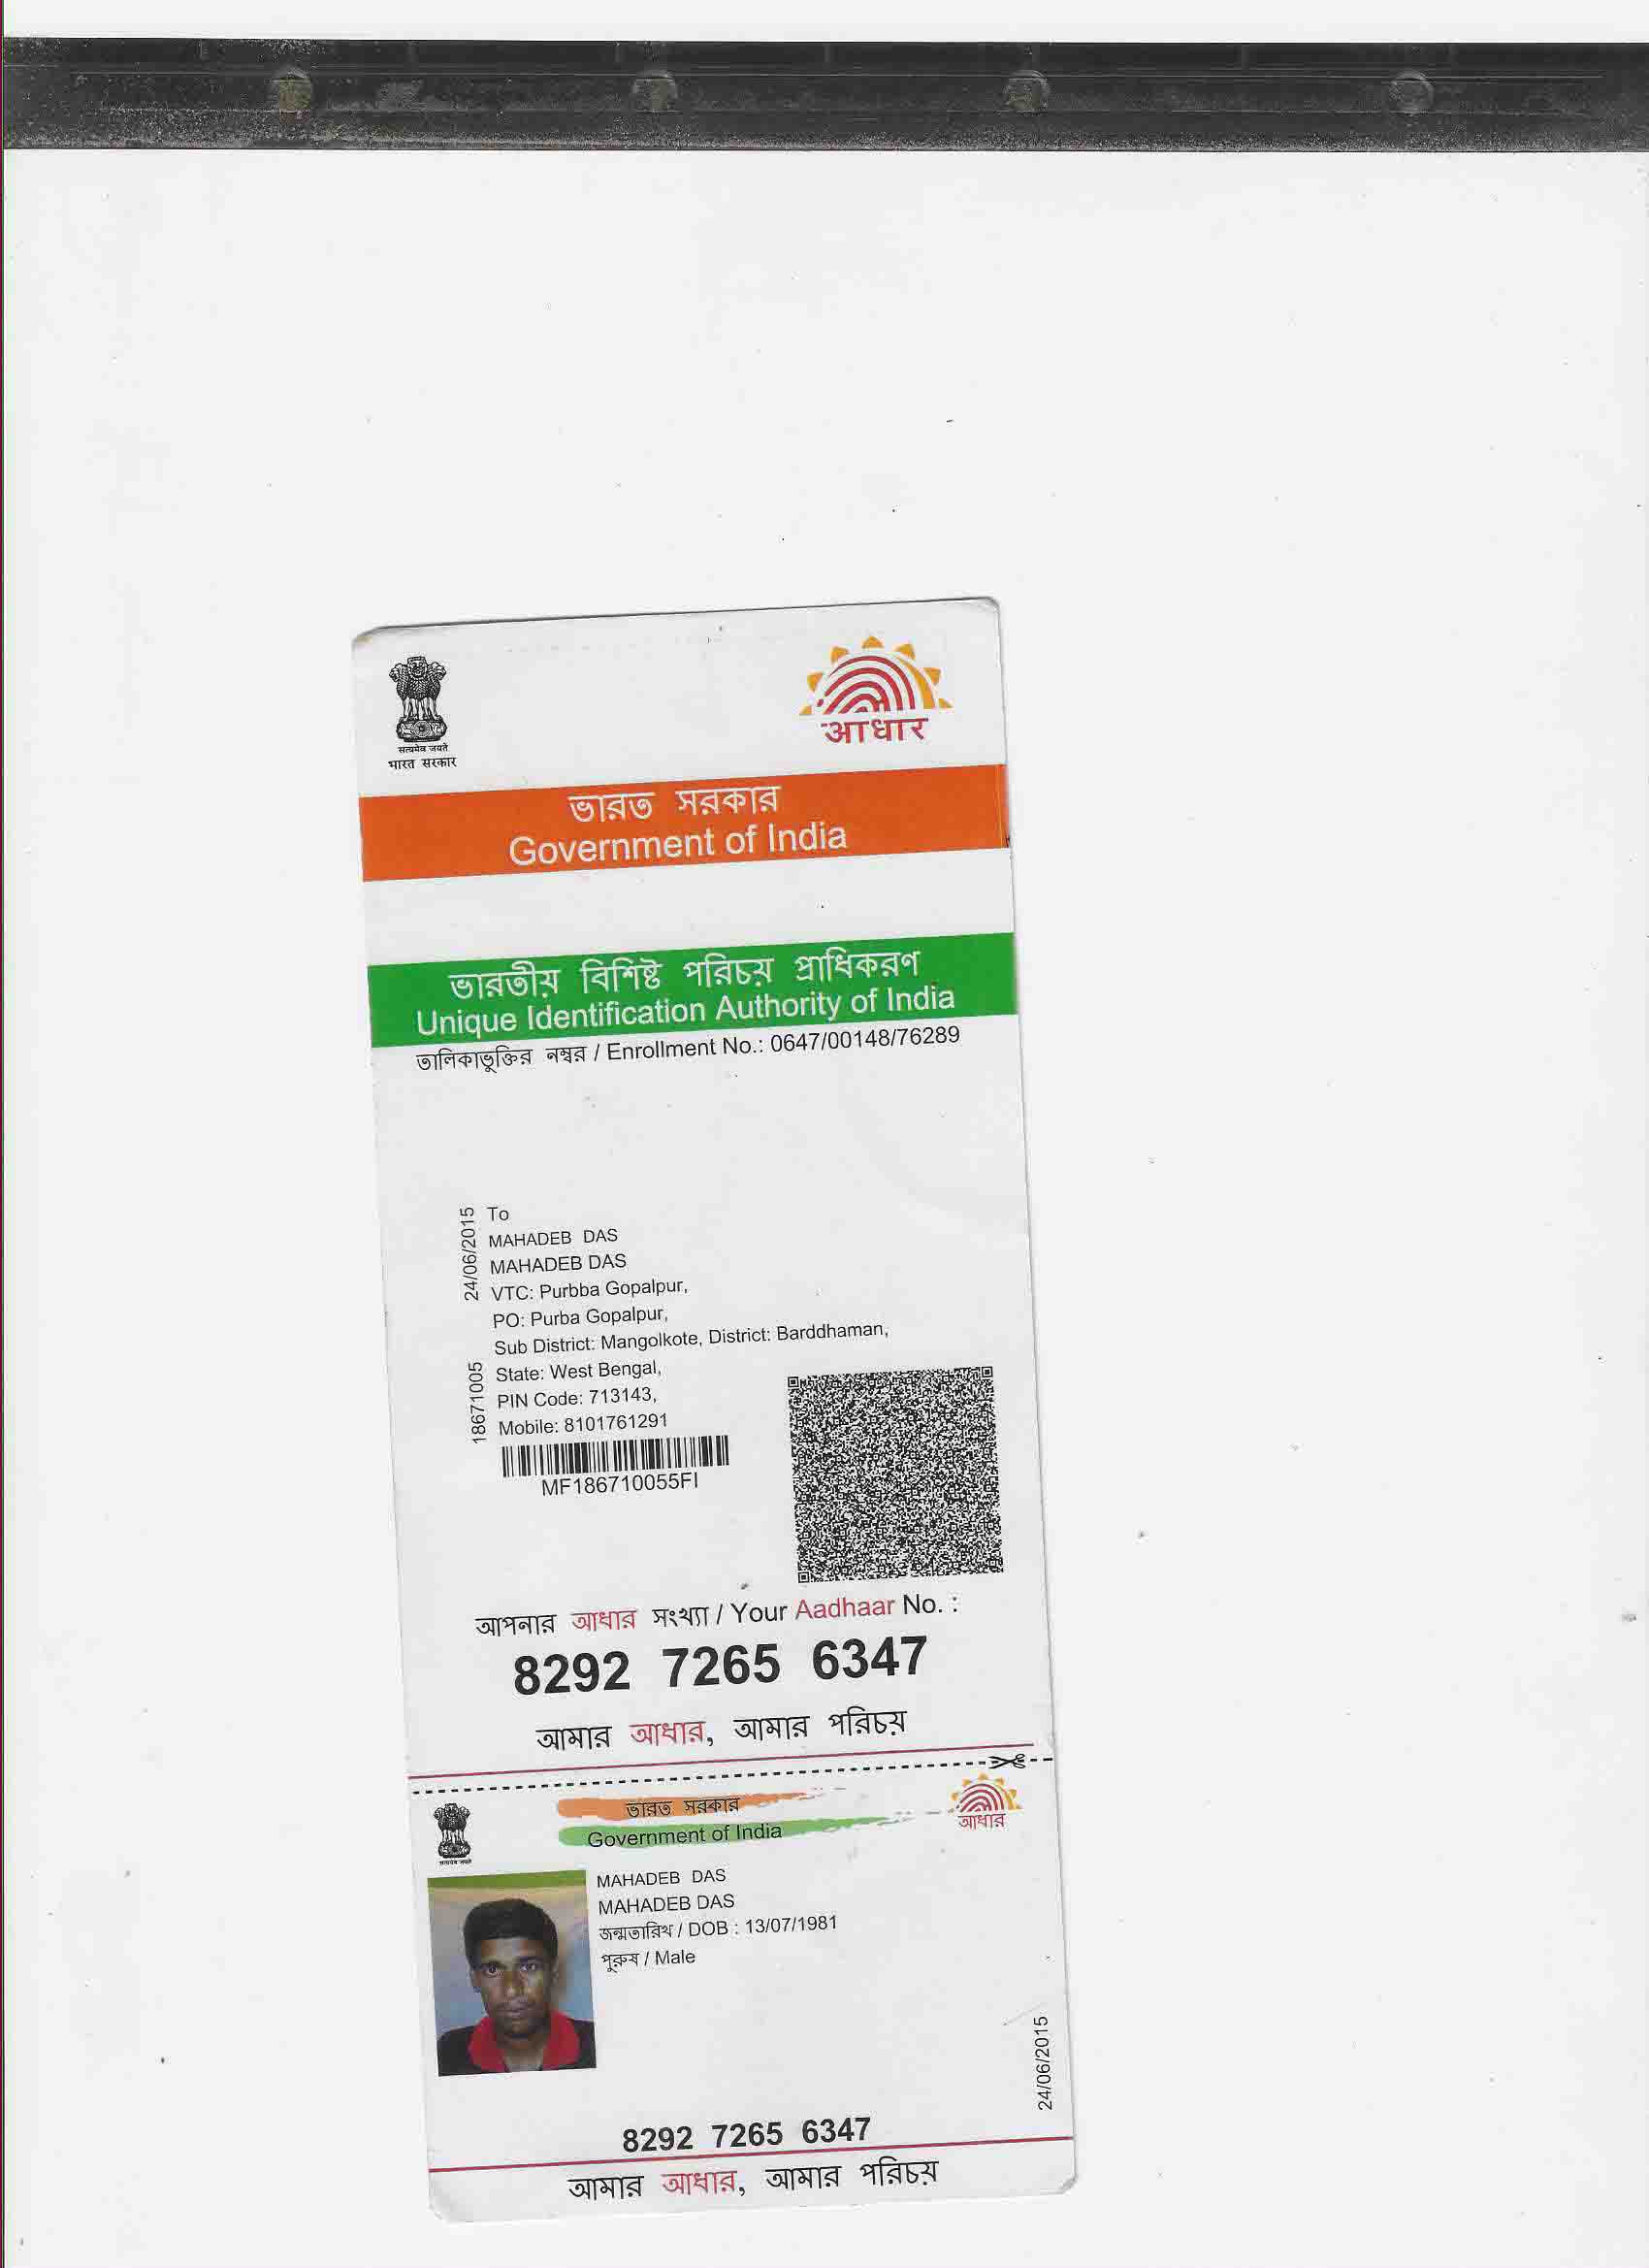 सत्यमेव जयते
भारत सरकार
आधार
ভারত সরকার
Government of India
ভারতীয় বিশিষ্ট পরিচয় প্রাধিকরণ
Unique Identification Authority of India
তালিকাভুক্তির নম্বর / Enrollment No.: 0647/00148/76289
24/06/2015
To
MAHADEB DAS
MAHADEB DAS
VTC: Purbba Gopalpur,
PO: Purba Gopalpur,
Sub District: Mangolkote, District: Barddhaman,
State: West Bengal,
PIN Code: 713143,
Mobile: 8101761291
18671005
MF186710055FI
আপনার আধার সংখ্যা / Your Aadhaar No. :
8292 7265 6347
আমার আধার, আমার পরিচয়
ভারত সরকার
Government of India
আধার
सत्यमेव जयते
MAHADEB DAS
MAHADEB DAS
জন্মতারিখ / DOB : 13/07/1981
পুরুষ / Male
24/06/2015
8292 7265 6347
আমার আধার, আমার পরিচয়